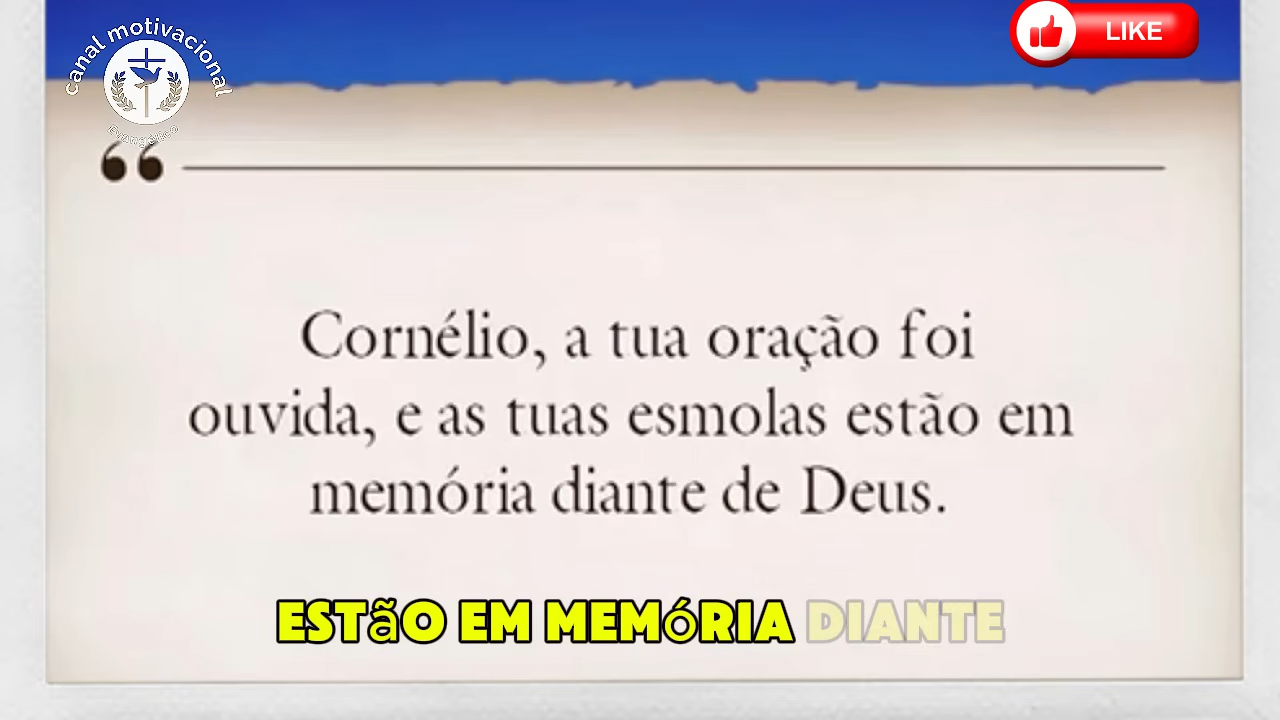 canal motivacional
evangélico
LIKE
“
Cornélio, a tua oração foi
ouvida, e as tuas esmolas estão em
memória diante de Deus.
ESTÃO EM MEMÓRIA DIANTE